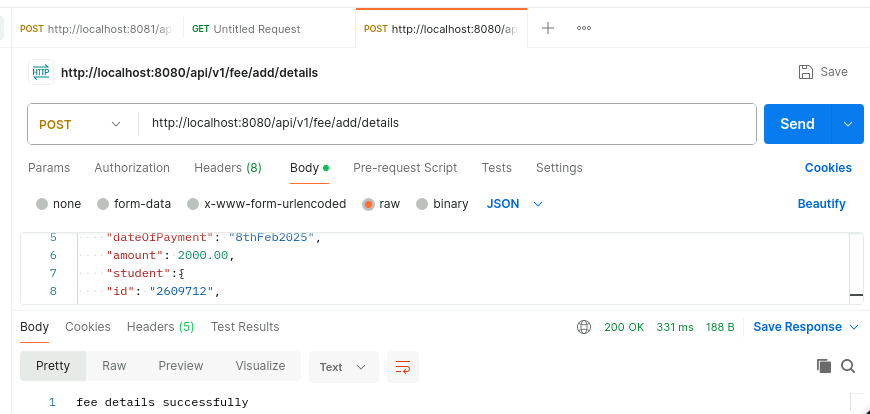 POST http://localhost:8081/ap GET Untitled Request POST http://localhost:8080/ap
HTTP http://localhost:8080/api/v1/fee/add/details Save
POST http://localhost:8080/api/v1/fee/add/details Send
Params Authorization Headers (8) Body Pre-request Script Tests Settings Cookies
none form-data x-www-form-urlencoded raw binary JSON Beautify
5 "dateOfPayment": "8thFeb2025",
6 "amount": 2000.00,
7 "student":{
8 "id": "2609712",
Body Cookies Headers (5) Test Results 200 OK 331 ms 188 B Save Response
Pretty Raw Preview Visualize Text
1 fee details successfully